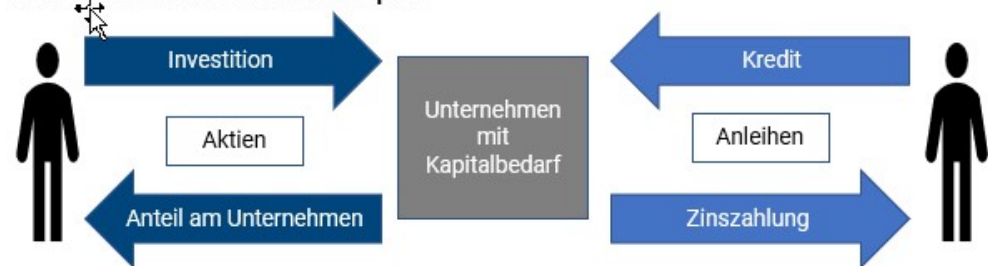 Investition
Kredit
Unternehmen
mit
Kapitalbedarf
Aktien
Anleihen
Anteil am Unternehmen
Zinszahlung